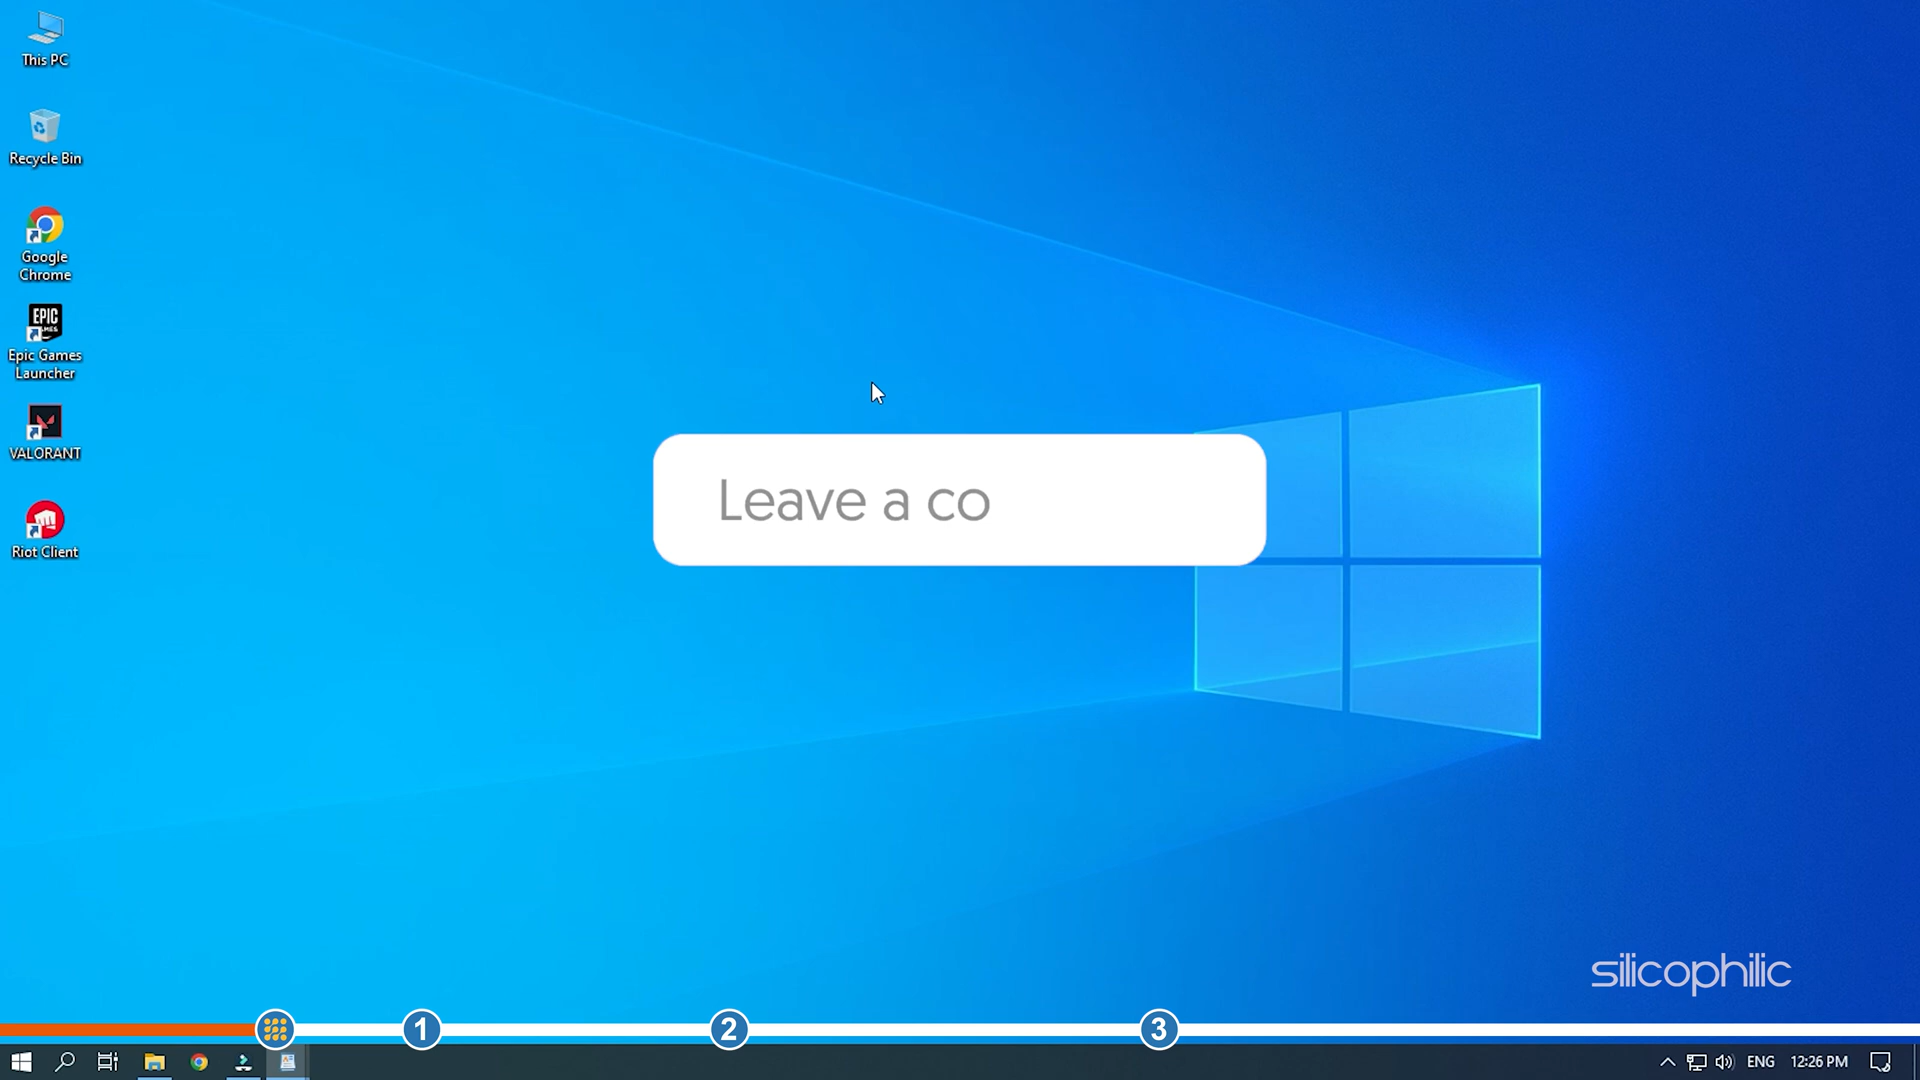 This PC
Recycle Bin
Google
Chrome
EPIC
GAMES
Epic Games
Launcher
VALORANT
Riot Client
Leave a co
silicophilic
1
2
3
ENG
12:26 PM